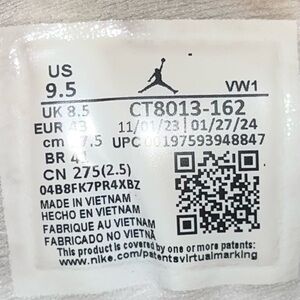 US
9.5 VW1
UK 8.5 CT8013-162
EUR 43 11/01/23 01/27/24
cm 27.5 UPC 00197593948847
BR 41
CN 275(2.5)
04B8FK7PR4XBZ
MADE IN VIETNAM
HECHO EN VIETNAM
FABRIQUE AU VIETNAM
FABRICADO NO VIETNÃ
This product is covered by one or more patents:
www.nike.com/patentsvirtualmarking